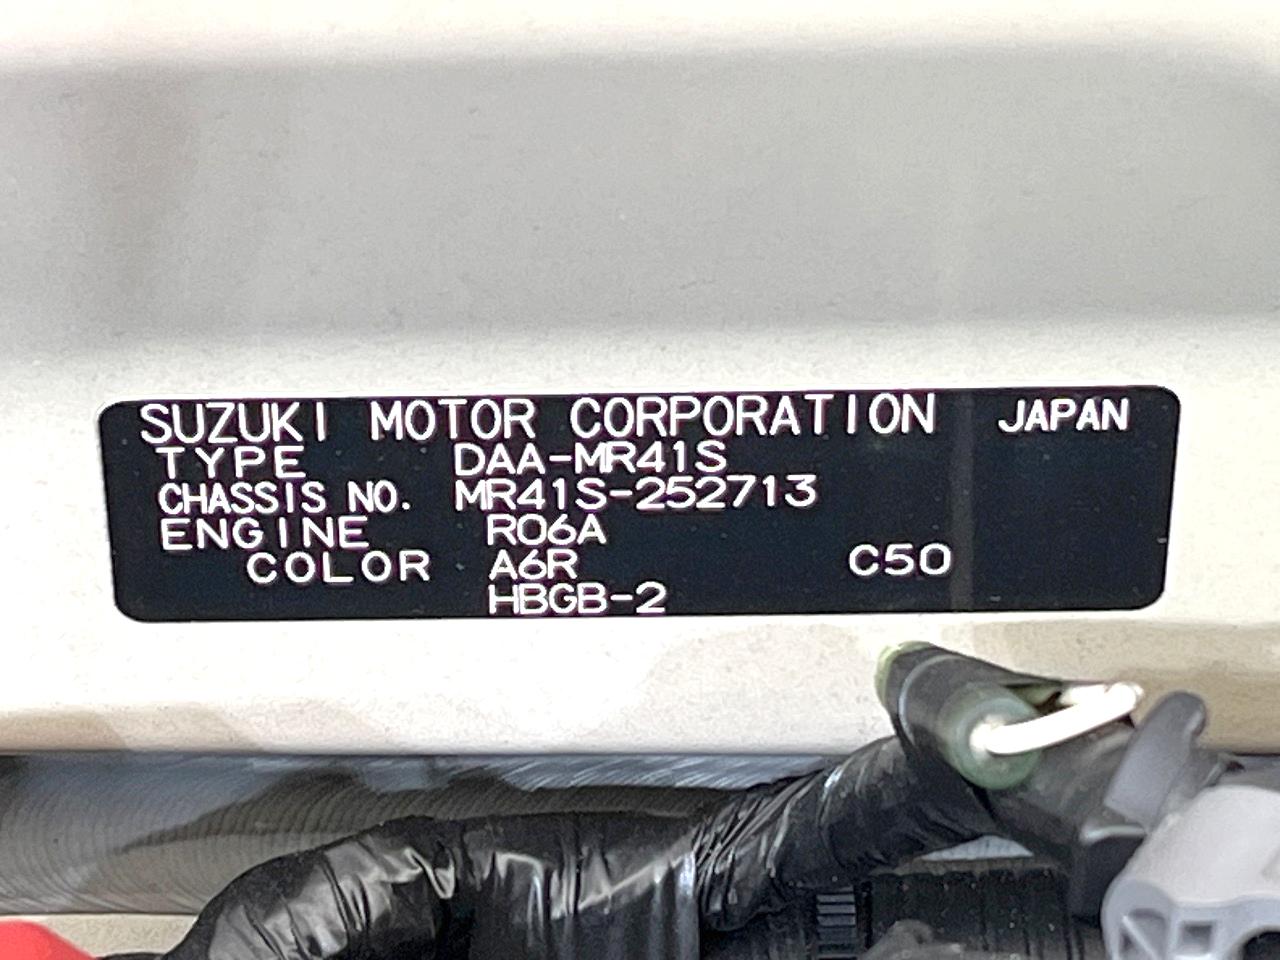 SUZUKI MOTOR CORPORATION JAPAN
TYPE DAA-MR41S
CHASSIS NO. MR41S-252713
ENGINE R06A
COLOR A6R C50
HBGB-2